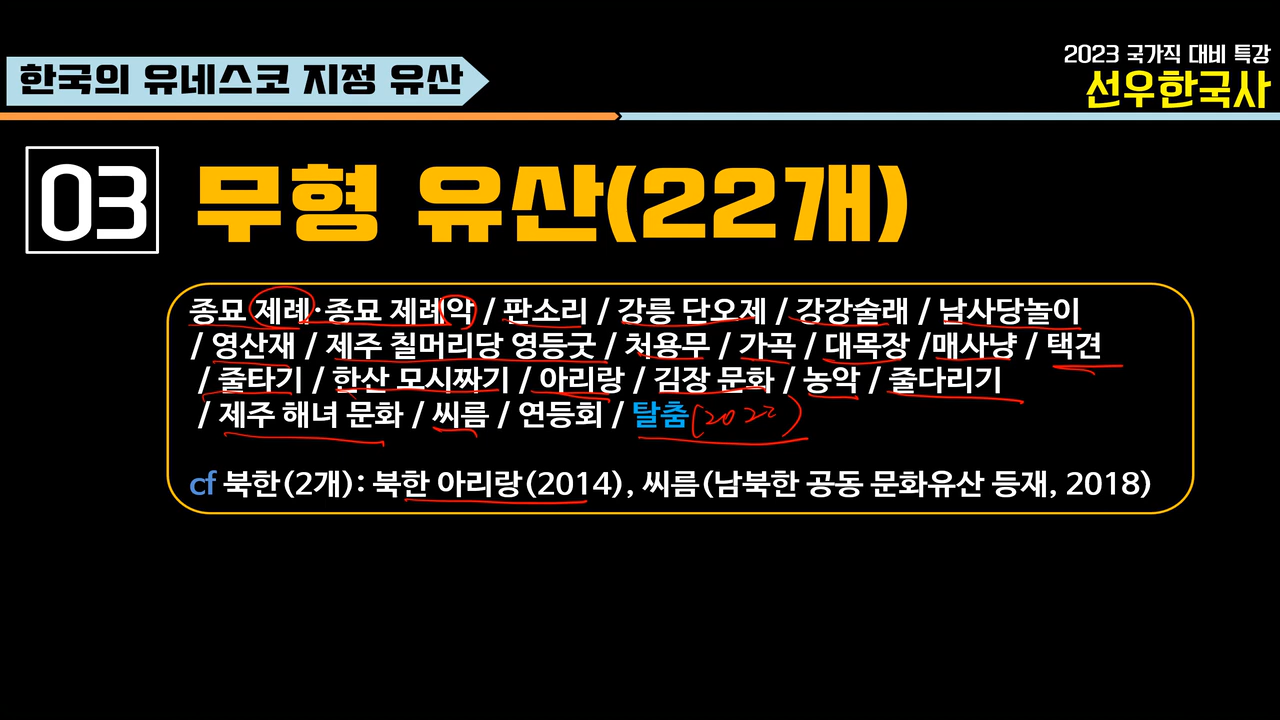 2023 국가직 대비 특강
한국의 유네스코 지정 유산
선우한국사
03 무형 유산(22개)
종묘 제례·종묘 제례악 / 판소리 / 강릉 단오제 / 강강술래 / 남사당놀이
/ 영산재 / 제주 칠머리당 영등굿 / 처용무 / 가곡 / 대목장 /매사냥 / 택견
/ 줄타기 / 한산 모시짜기 / 아리랑 / 김장 문화 / 농악 / 줄다리기
/ 제주 해녀 문화 / 씨름 / 연등회 / 탈춤(2022)
cf 북한(2개): 북한 아리랑(2014), 씨름(남북한 공동 문화유산 등재, 2018)